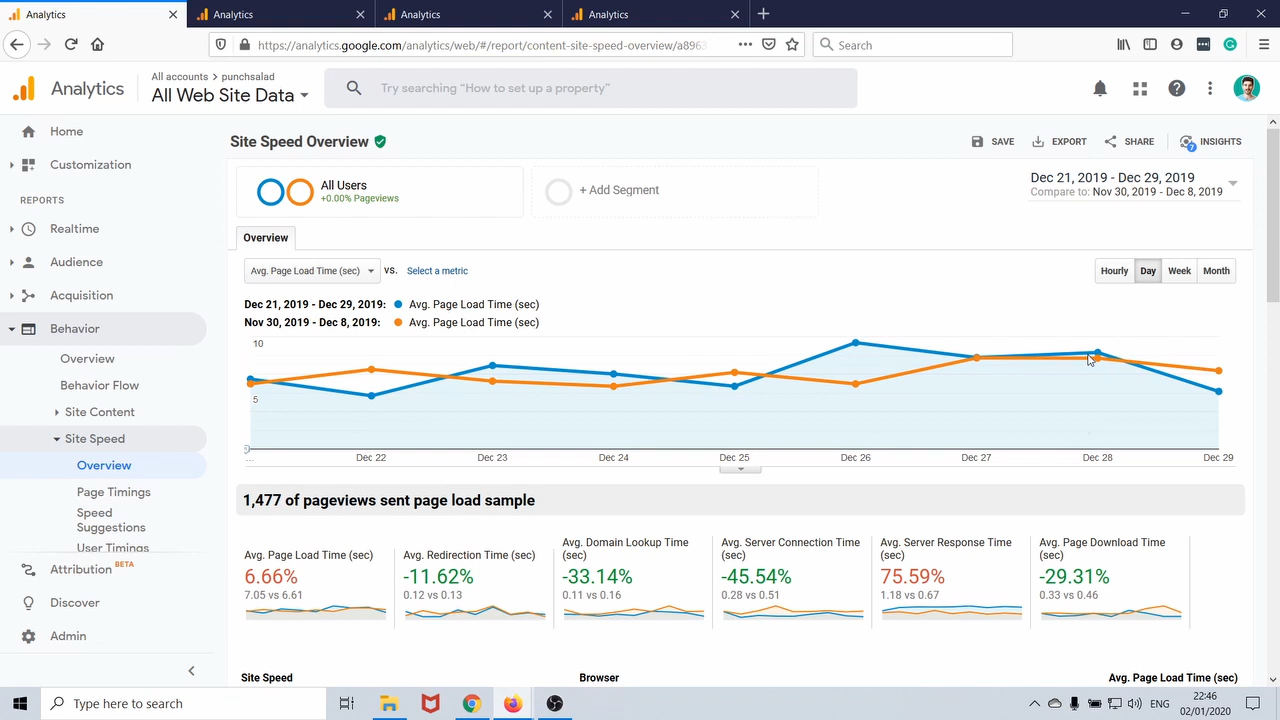 Analytics
Analytics
Analytics
Analytics
https://analytics.google.com/analytics/web/#/report/content-site-speed-overview/a8963
Search
Analytics
All accounts > punchsalad
All Web Site Data
Try searching “How to set up a property”
Home
Customization
REPORTS
Realtime
Audience
Acquisition
Behavior
Overview
Behavior Flow
Site Content
Site Speed
Overview
Page Timings
Speed
Suggestions
User Timings
Attribution BETA
Discover
Admin
Site Speed Overview
SAVE
EXPORT
SHARE
7
INSIGHTS
All Users
+0.00% Pageviews
+ Add Segment
Dec 21, 2019 - Dec 29, 2019
Compare to: Nov 30, 2019 - Dec 8, 2019
Overview
Avg. Page Load Time (sec)
vs.
Select a metric
Hourly
Day
Week
Month
Dec 21, 2019 - Dec 29, 2019: Avg. Page Load Time (sec)
Nov 30, 2019 - Dec 8, 2019: Avg. Page Load Time (sec)
10
5
...
Dec 22
Dec 23
Dec 24
Dec 25
Dec 26
Dec 27
Dec 28
Dec 29
1,477 of pageviews sent page load sample
Avg. Page Load Time (sec)
6.66%
7.05 vs 6.61
Avg. Redirection Time (sec)
-11.62%
0.12 vs 0.13
Avg. Domain Lookup Time
(sec)
-33.14%
0.11 vs 0.16
Avg. Server Connection Time
(sec)
-45.54%
0.28 vs 0.51
Avg. Server Response Time
(sec)
75.59%
1.18 vs 0.67
Avg. Page Download Time
(sec)
-29.31%
0.33 vs 0.46
Site Speed
Browser
Avg. Page Load Time (sec)
Type here to search
ENG
22:46
02/01/2020